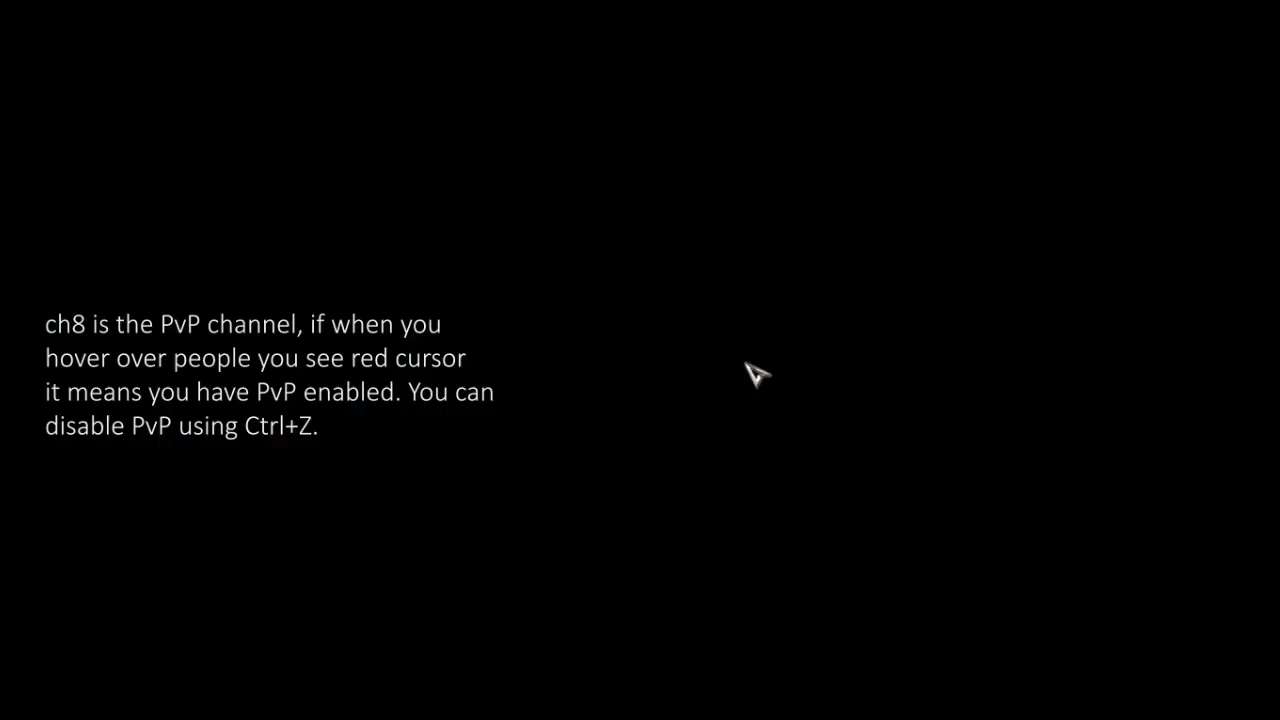 ch8 is the PvP channel, if when you
hover over people you see red cursor
it means you have PvP enabled. You can
disable PvP using Ctrl+Z.